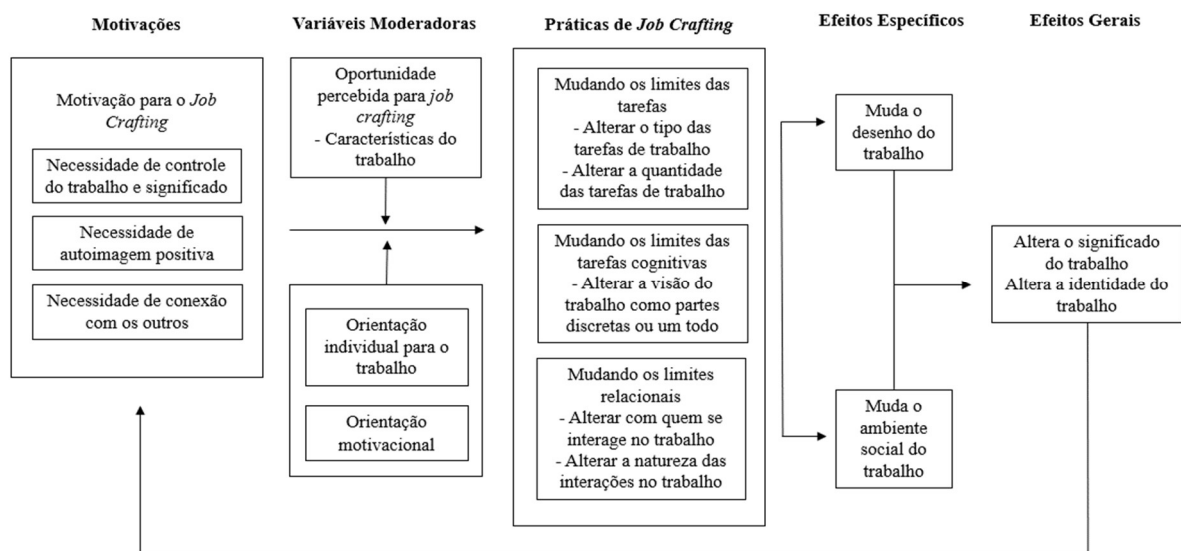 Motivações
Motivação para o Job
Crafting
Necessidade de controle
do trabalho e significado
Necessidade de
autoimagem positiva
Necessidade de conexão
com os outros
Variáveis Moderadoras
Oportunidade
percebida para job
crafting
- Características do
trabalho
Orientação
individual para o
trabalho
Orientação
motivacional
Práticas de Job Crafting
Mudando os limites das
tarefas
- Alterar o tipo das
tarefas de trabalho
- Alterar a quantidade
das tarefas de trabalho
Mudando os limites das
tarefas cognitivas
- Alterar a visão do
trabalho como partes
discretas ou um todo
Mudando os limites
relacionais
- Alterar com quem se
interage no trabalho
- Alterar a natureza das
interações no trabalho
Efeitos Específicos
Muda o
desenho do
trabalho
Muda o
ambiente
social do
trabalho
Efeitos Gerais
Altera o significado
do trabalho
Altera a identidade do
trabalho